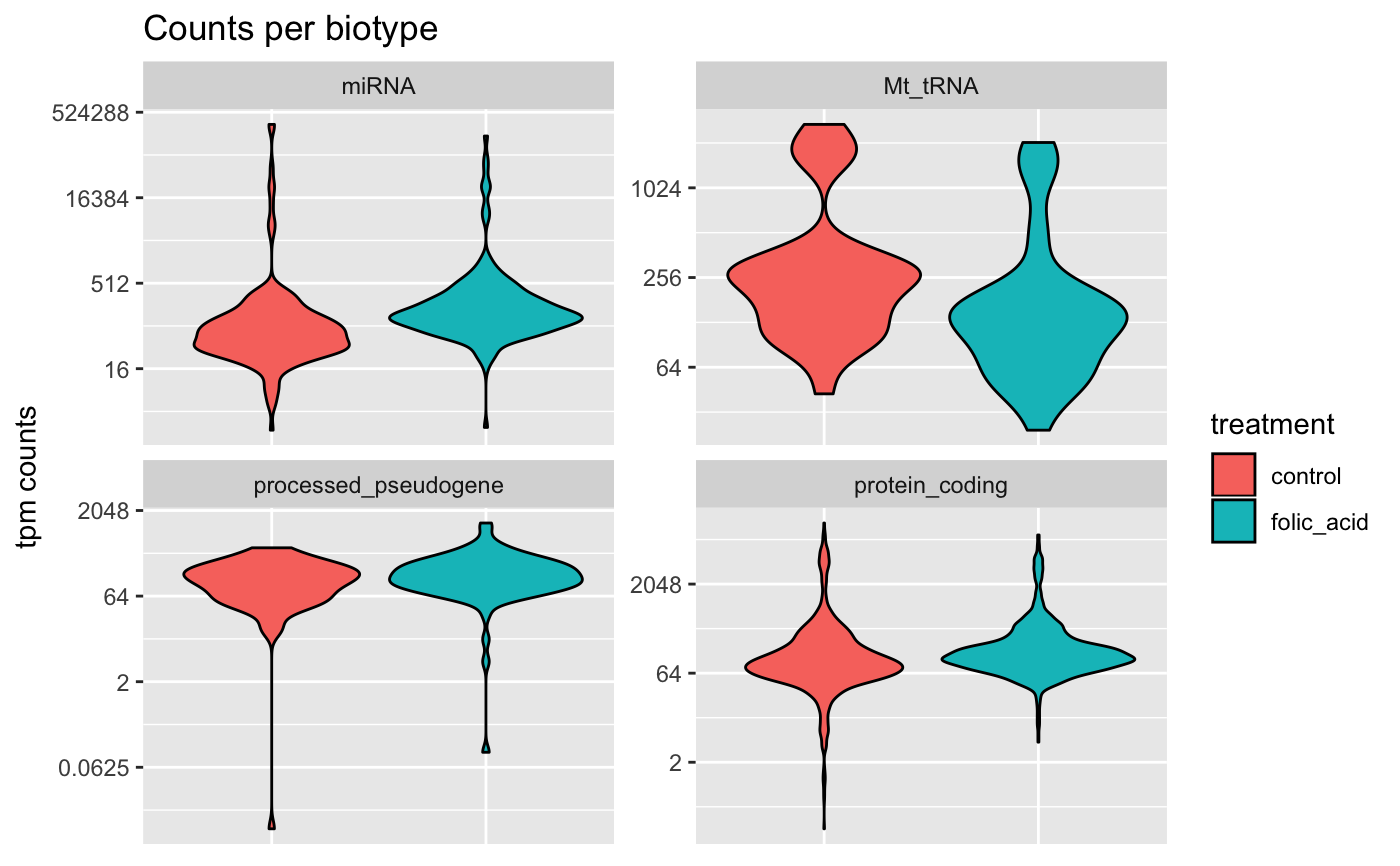 Counts per biotype
miRNA
Mt_tRNA
524288
16384
512
16
1024
256
64
processed_pseudogene
protein_coding
2048
64
2
0.0625
2048
64
2
tpm counts
treatment
control
folic_acid